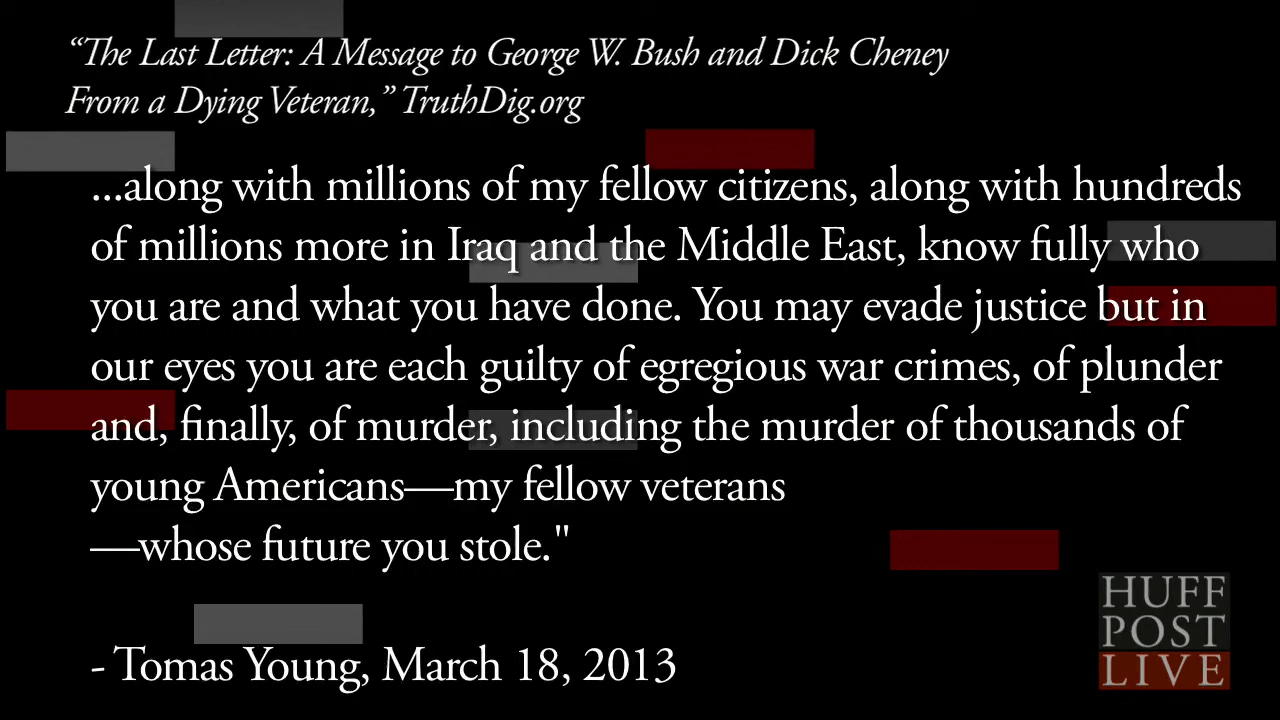 “The Last Letter: A Message to George W. Bush and Dick Cheney
From a Dying Veteran,” TruthDig.org
...along with millions of my fellow citizens, along with hundreds
of millions more in Iraq and the Middle East, know fully who
you are and what you have done. You may evade justice but in
our eyes you are each guilty of egregious war crimes, of plunder
and, finally, of murder, including the murder of thousands of
young Americans—my fellow veterans
—whose future you stole."
- Tomas Young, March 18, 2013
HUFF
POST
LIVE